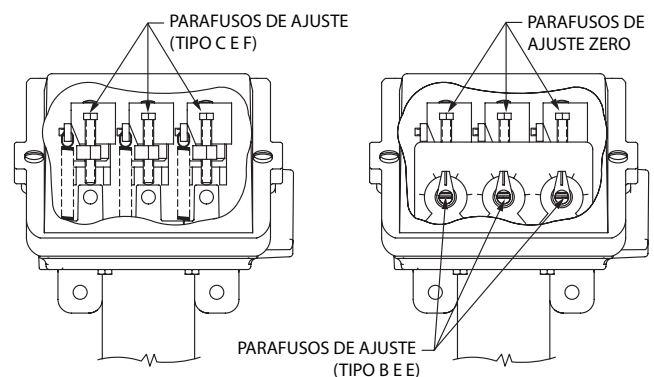 PARAFUSOS DE AJUSTE
(TIPO C E F)
PARAFUSOS DE
AJUSTE ZERO
PARAFUSOS DE AJUSTE
(TIPO B E E)